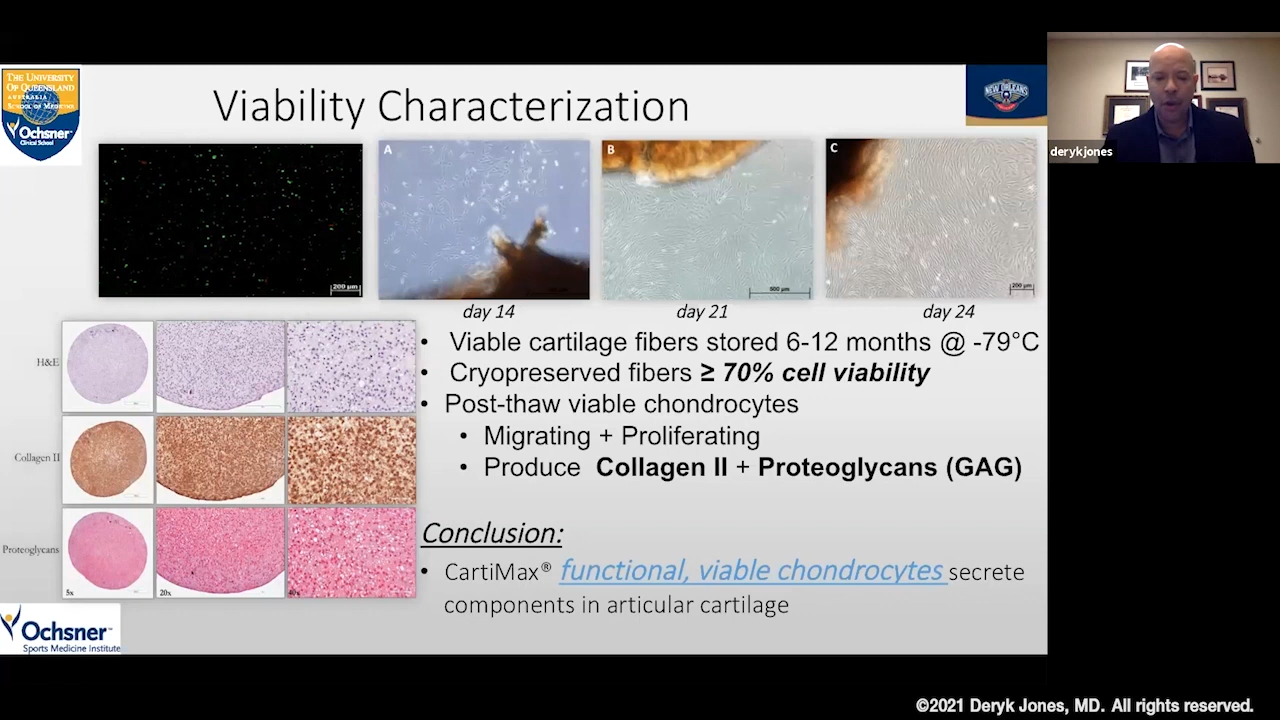 THE UNIVERSITY
OF QUEENSLAND
AUSTRALIA
SCHOOL OF MEDICINE
Ochsner™
Clinical School
Viability Characterization
NEW ORLEANS
derykjones
200 µm
A
B
500 µm
C
200 µm
day 14
day 21
day 24
H&E
Collagen II
Proteoglycans
5x
20x
• Viable cartilage fibers stored 6-12 months @ -79°C
• Cryopreserved fibers ≥ 70% cell viability
• Post-thaw viable chondrocytes
• Migrating + Proliferating
• Produce Collagen II + Proteoglycans (GAG)
Conclusion:
• CartiMax® functional, viable chondrocytes secrete
components in articular cartilage
Ochsner™
Sports Medicine Institute
©2021 Deryk Jones, MD. All rights reserved.